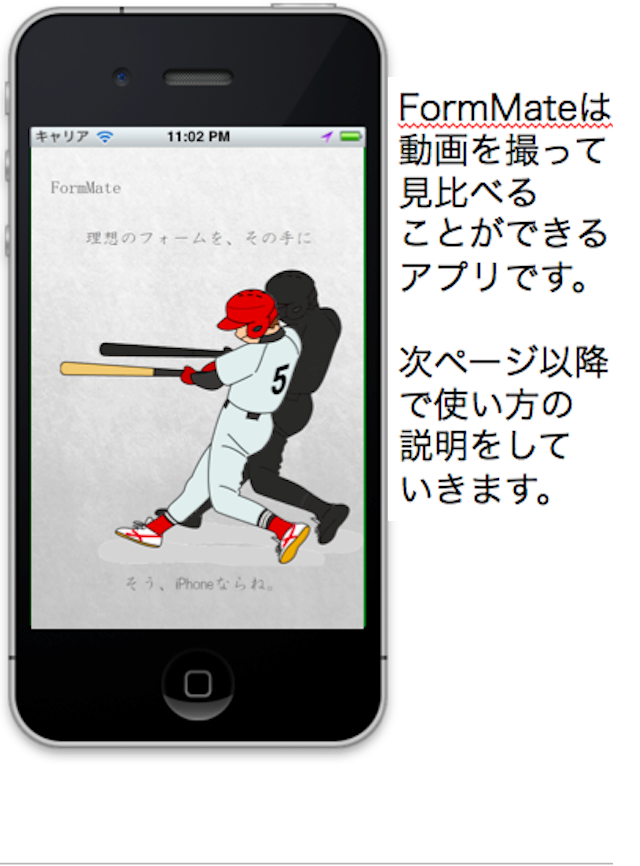 キャリア 11:02 PM
FormMate
理想のフォームを、その手に
5
そう、iPhoneならね。
FormMateは
動画を撮って
見比べる
ことができる
アプリです。
次ページ以降
で使い方の
説明をして
いきます。